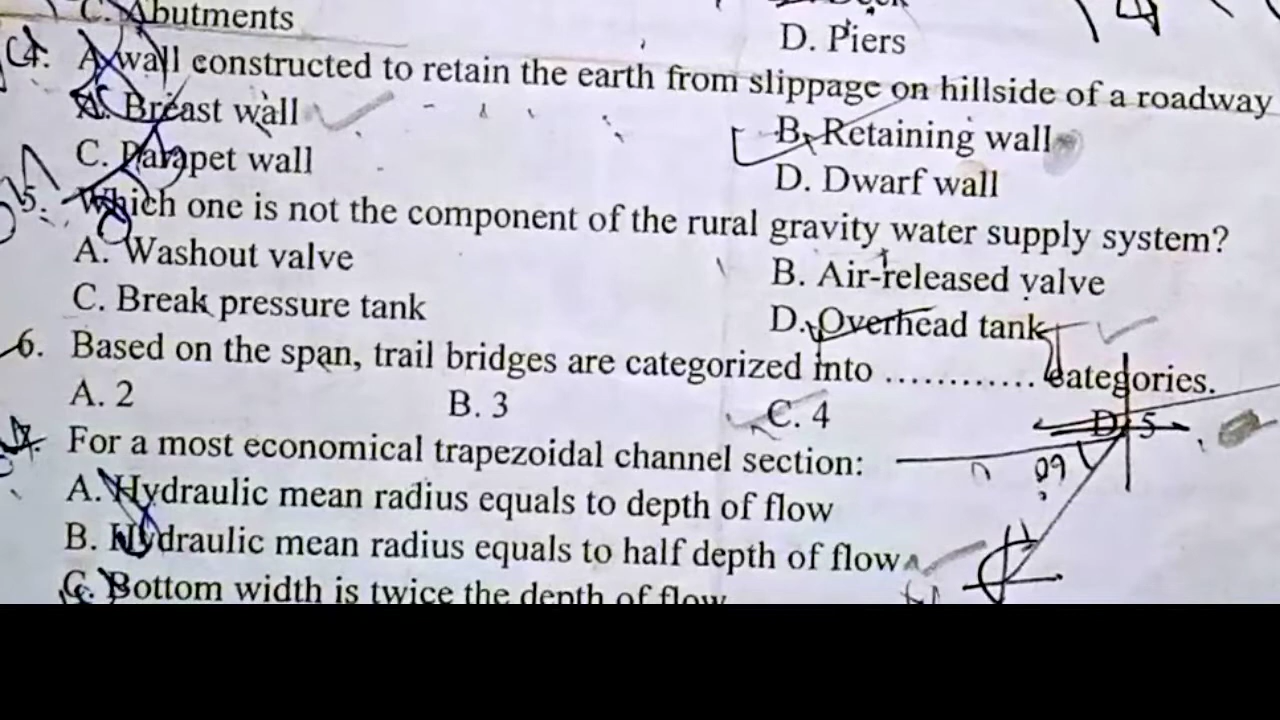 C. Abutments
D. Piers
4. A wall constructed to retain the earth from slippage on hillside of a roadway
A. Breast wall
B. Retaining wall
C. Parapet wall
D. Dwarf wall
5. Which one is not the component of the rural gravity water supply system?
A. Washout valve
B. Air-released valve
C. Break pressure tank
D. Overhead tank
6. Based on the span, trail bridges are categorized into ............ categories.
A. 2 B. 3 C. 4 D. 5
7. For a most economical trapezoidal channel section:
A. Hydraulic mean radius equals to depth of flow
B. Hydraulic mean radius equals to half depth of flow
C. Bottom width is twice the depth of flow